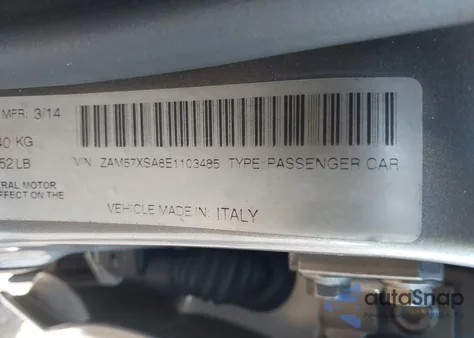 MFR. 3/14
40 KG
52 LB
VIN: ZAM57XSA6E1103495 TYPE: PASSENGER CAR
ERAL MOTOR
EFFECT ON THE
VEHICLE MADE IN: ITALY
autoSnap